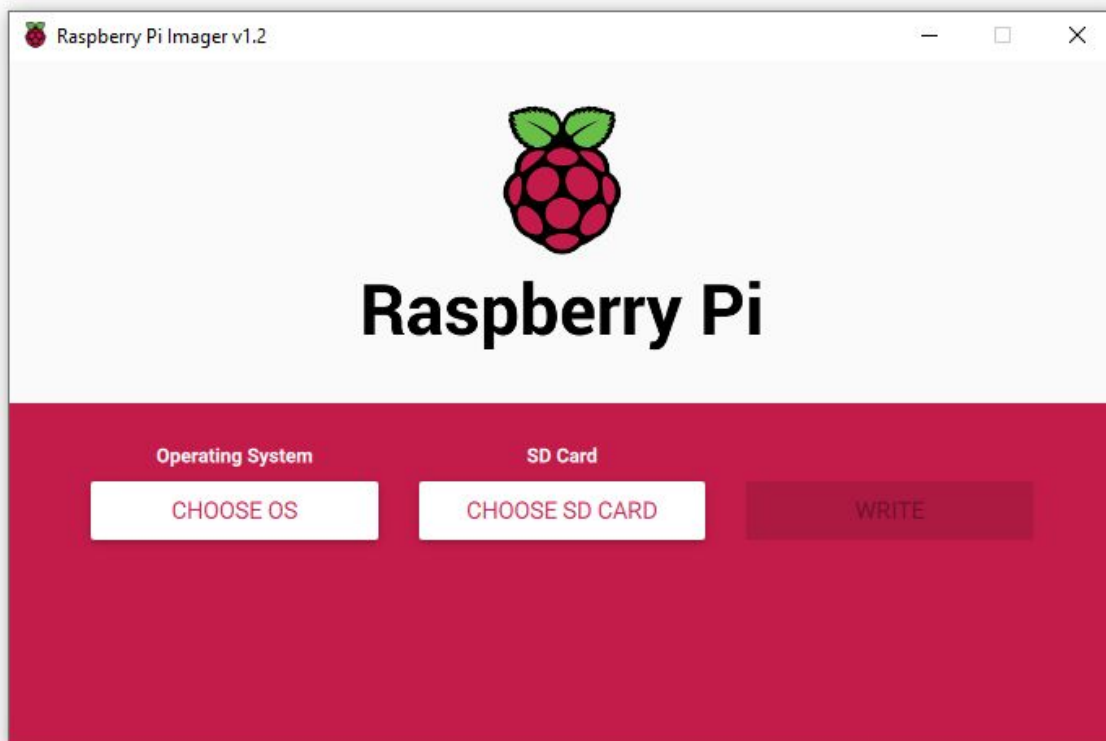 Raspberry Pi Imager v1.2
Raspberry Pi
Operating System
SD Card
CHOOSE OS
CHOOSE SD CARD
WRITE